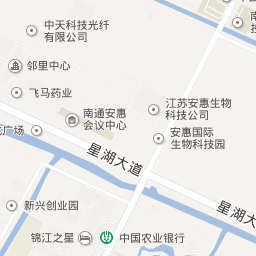 中天科技光纤
有限公司
南
技
邻里中心
飞马药业
南通安惠
会议中心
江苏安惠生物
科技公司
广场
安惠国际
生物科技园
星湖大道
新兴创业园
星湖大
锦江之星
中国农业银行